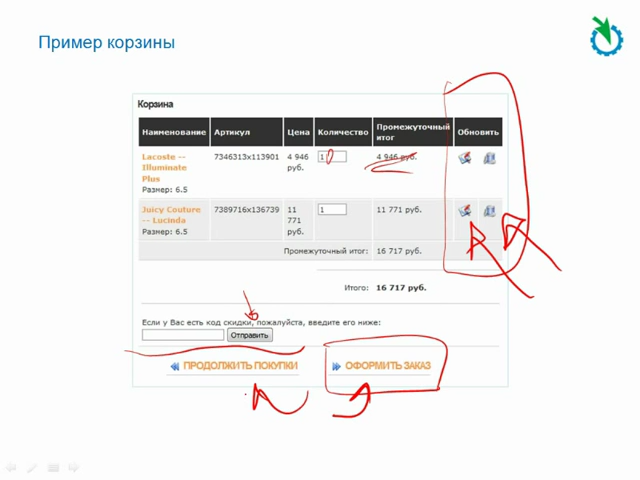 Пример корзины
Корзина
Наименование Артикул Цена Количество Промежуточный итог Обновить
Lacoste -- Illuminate Plus
Размер: 6.5
7346313x113901 4 946 руб. 1 4 946 руб.
Juicy Couture -- Lucinda
Размер: 6.5
7389716x136739 11 771 руб. 1 11 771 руб.
Промежуточный итог: 16 717 руб.
Итого: 16 717 руб.
Если у Вас есть код скидки, пожалуйста, введите его ниже:
Отправить
ПРОДОЛЖИТЬ ПОКУПКИ ОФОРМИТЬ ЗАКАЗ